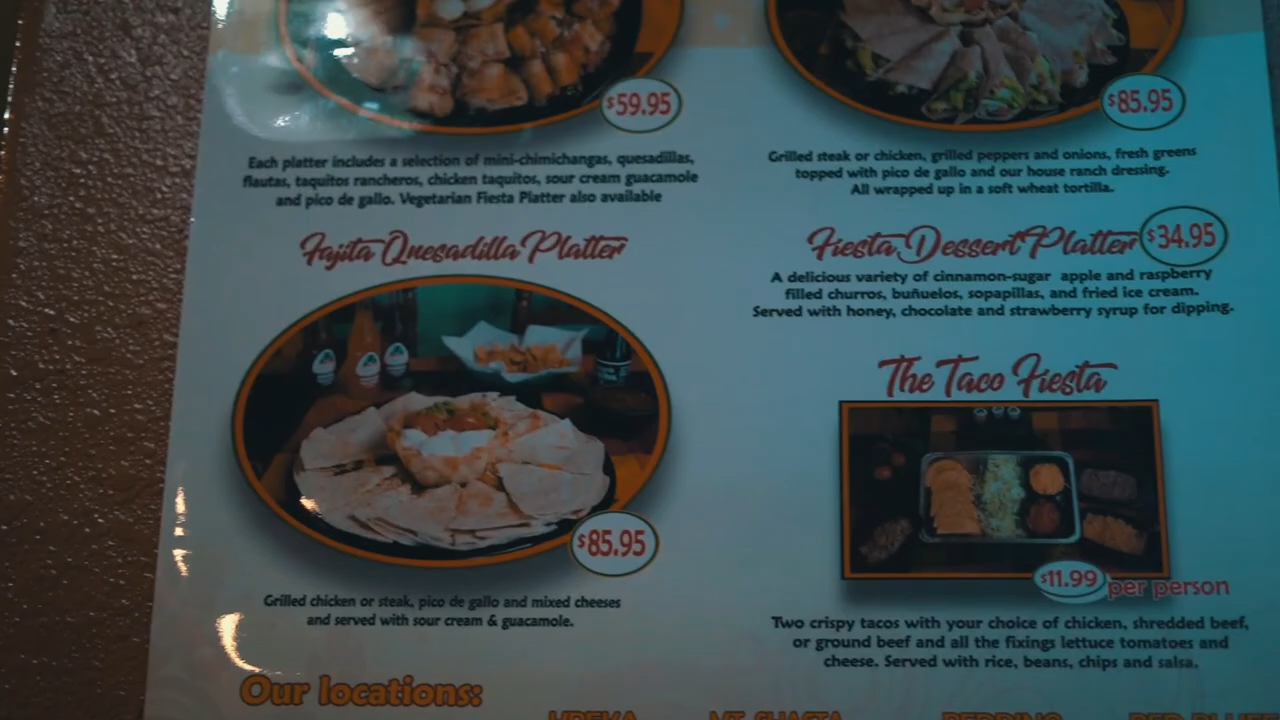 $59.95
Each platter includes a selection of mini-chimichangas, quesadillas,
flautas, taquitos rancheros, chicken taquitos, sour cream guacamole
and pico de gallo. Vegetarian Fiesta Platter also available
Fajita Quesadilla Platter
$85.95
Grilled chicken or steak, pico de gallo and mixed cheeses
and served with sour cream & guacamole.
$85.95
Grilled steak or chicken, grilled peppers and onions, fresh greens
topped with pico de gallo and our house ranch dressing.
All wrapped up in a soft wheat tortilla.
Fiesta Dessert Platter $34.95
A delicious variety of cinnamon-sugar apple and raspberry
filled churros, buñuelos, sopapillas, and fried ice cream.
Served with honey, chocolate and strawberry syrup for dipping.
The Taco Fiesta
$11.99 per person
Two crispy tacos with your choice of chicken, shredded beef,
or ground beef and all the fixings lettuce tomatoes and
cheese. Served with rice, beans, chips and salsa.
Our locations:
YREKA MT. SHASTA REDDING RED BLUFF